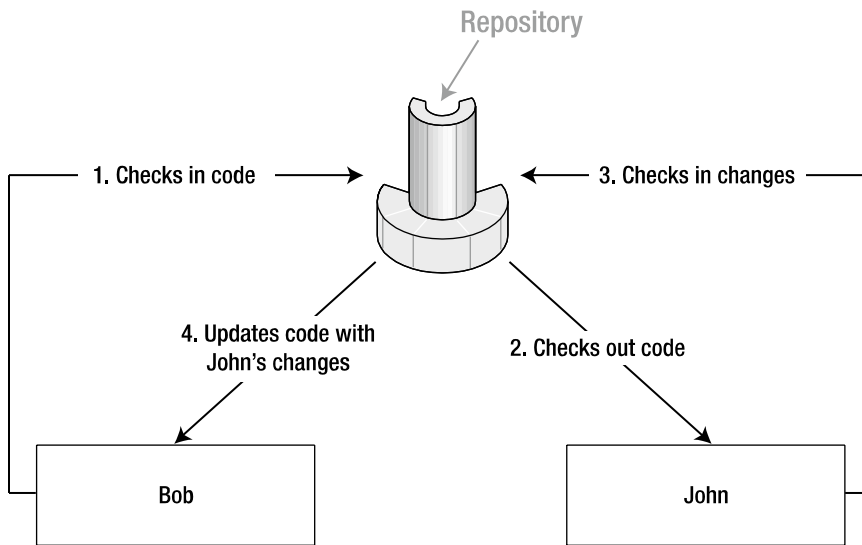 Repository
1. Checks in code
3. Checks in changes
4. Updates code with
John’s changes
2. Checks out code
Bob
John